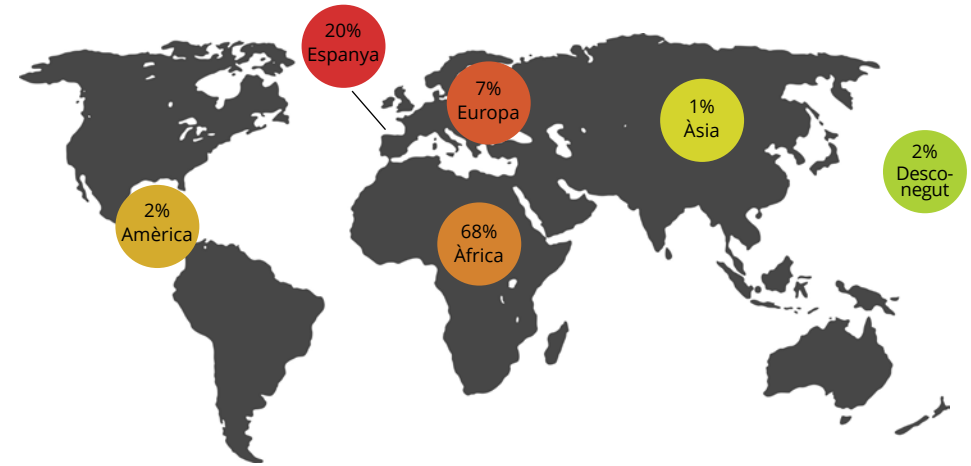 20%
Espanya
7%
Europa
1%
Àsia
2%
Desco-
negut
2%
Amèrica
68%
Àfrica